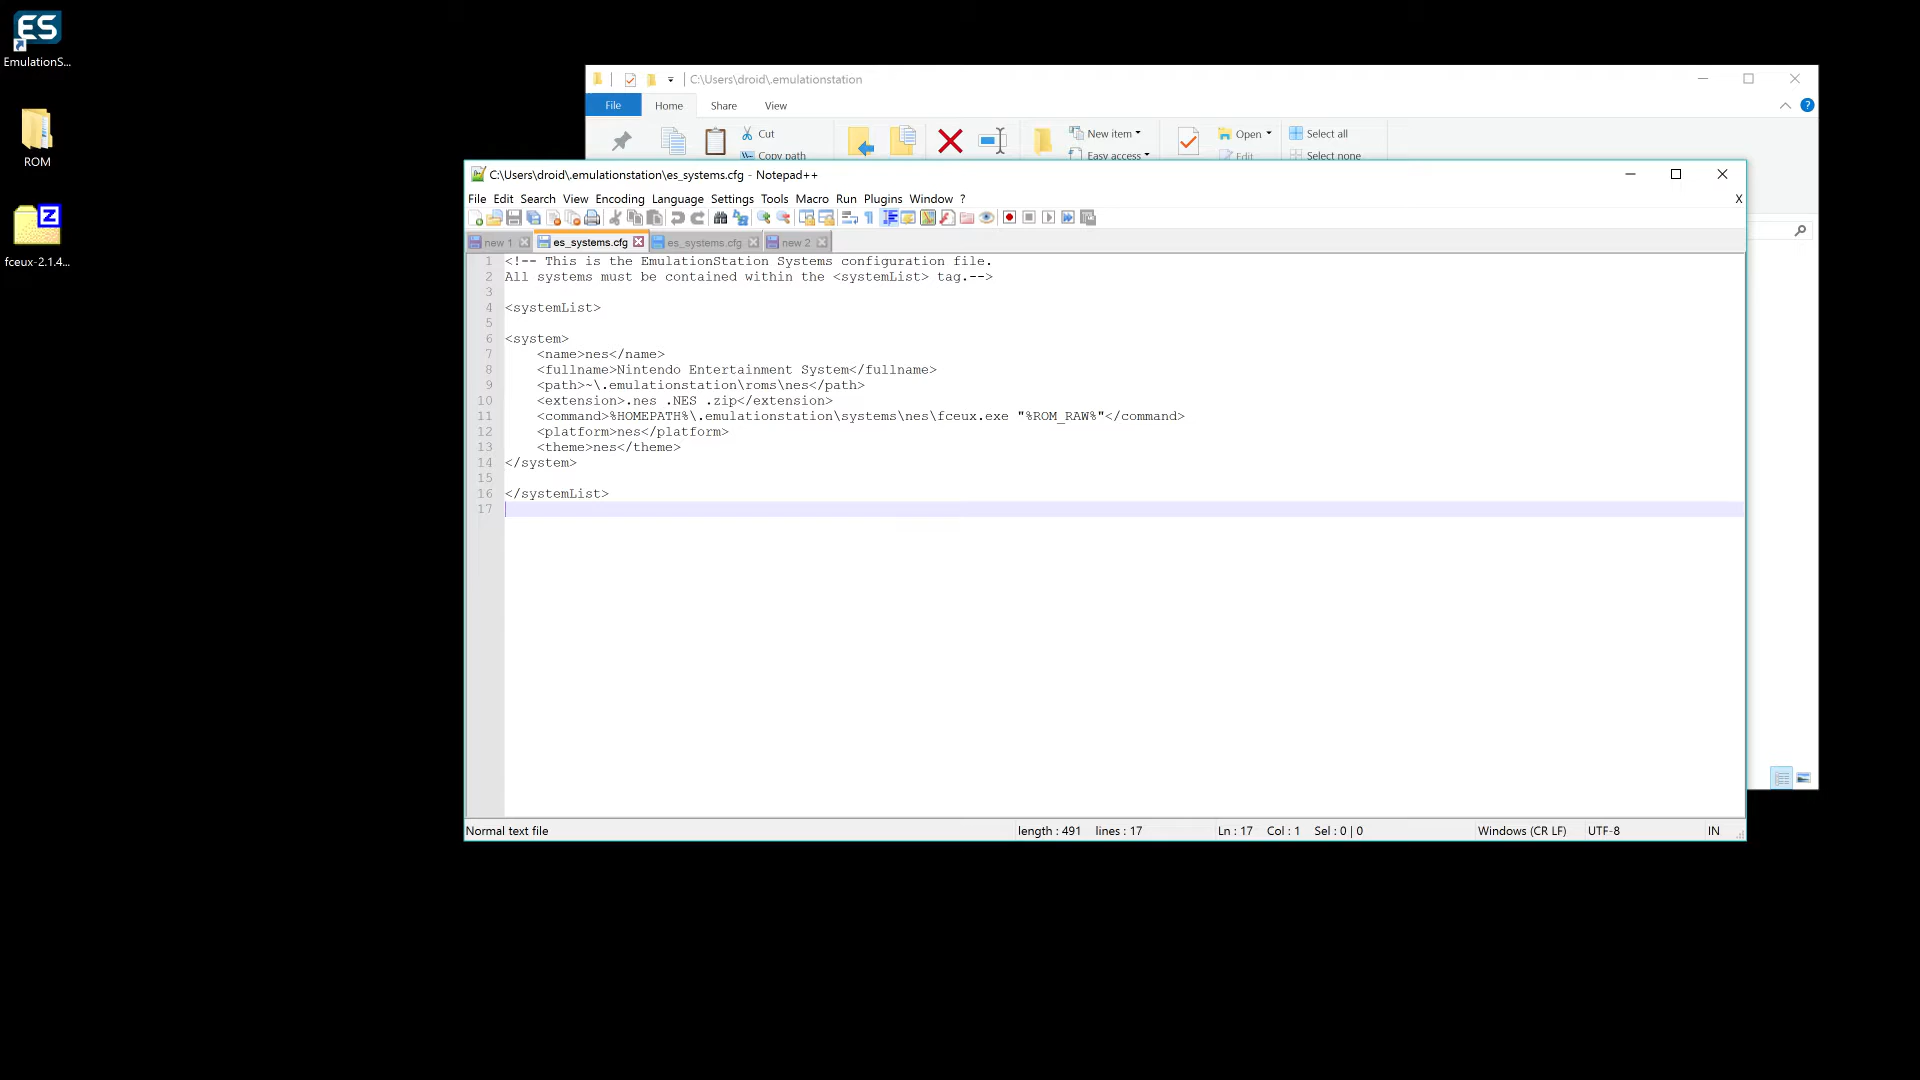 ES
EmulationS...
ROM
Z
fceux-2.1.4...
C:\Users\droid\.emulationstation
File Home Share View
Cut
Copy path
New item
Easy access
Open
Edit
Select all
Select none
C:\Users\droid\.emulationstation\es_systems.cfg - Notepad++
File Edit Search View Encoding Language Settings Tools Macro Run Plugins Window ? X
new 1 es_systems.cfg es_systems.cfg new 2
1 <!-- This is the EmulationStation Systems configuration file.
2 All systems must be contained within the <systemList> tag.-->
3
4 <systemList>
5
6 <system>
7 <name>nes</name>
8 <fullname>Nintendo Entertainment System</fullname>
9 <path>~\.emulationstation\roms\nes</path>
10 <extension>.nes .NES .zip</extension>
11 <command>%HOMEPATH%\.emulationstation\systems\nes\fceux.exe "%ROM_RAW%"</command>
12 <platform>nes</platform>
13 <theme>nes</theme>
14 </system>
15
16 </systemList>
17
Normal text file length : 491 lines : 17 Ln : 17 Col : 1 Sel : 0 | 0 Windows (CR LF) UTF-8 IN